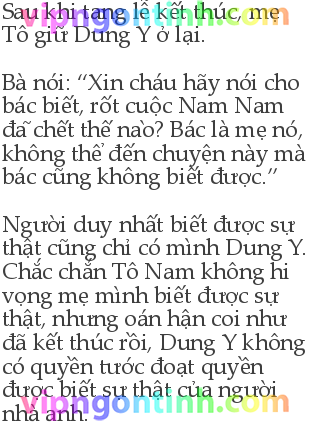 Sau khi tang lễ kết thúc, mẹ
Tô giữ Dung Y ở lại.
Bà nói: “Xin cháu hãy nói cho
bác biết, rốt cuộc Nam Nam
đã chết thế nào? Bác là mẹ nó,
không thể đến chuyện này mà
bác cũng không biết được.”
Người duy nhất biết được sự
thật cũng chỉ có mình Dung Y.
Chắc chắn Tô Nam không hi
vọng mẹ mình biết được sự
thật, nhưng oán hận coi như
đã kết thúc rồi, Dung Y không
có quyền tước đoạt quyền
được biết sự thật của người
nhà anh.
vipngontinh.com
vipngontinh.com